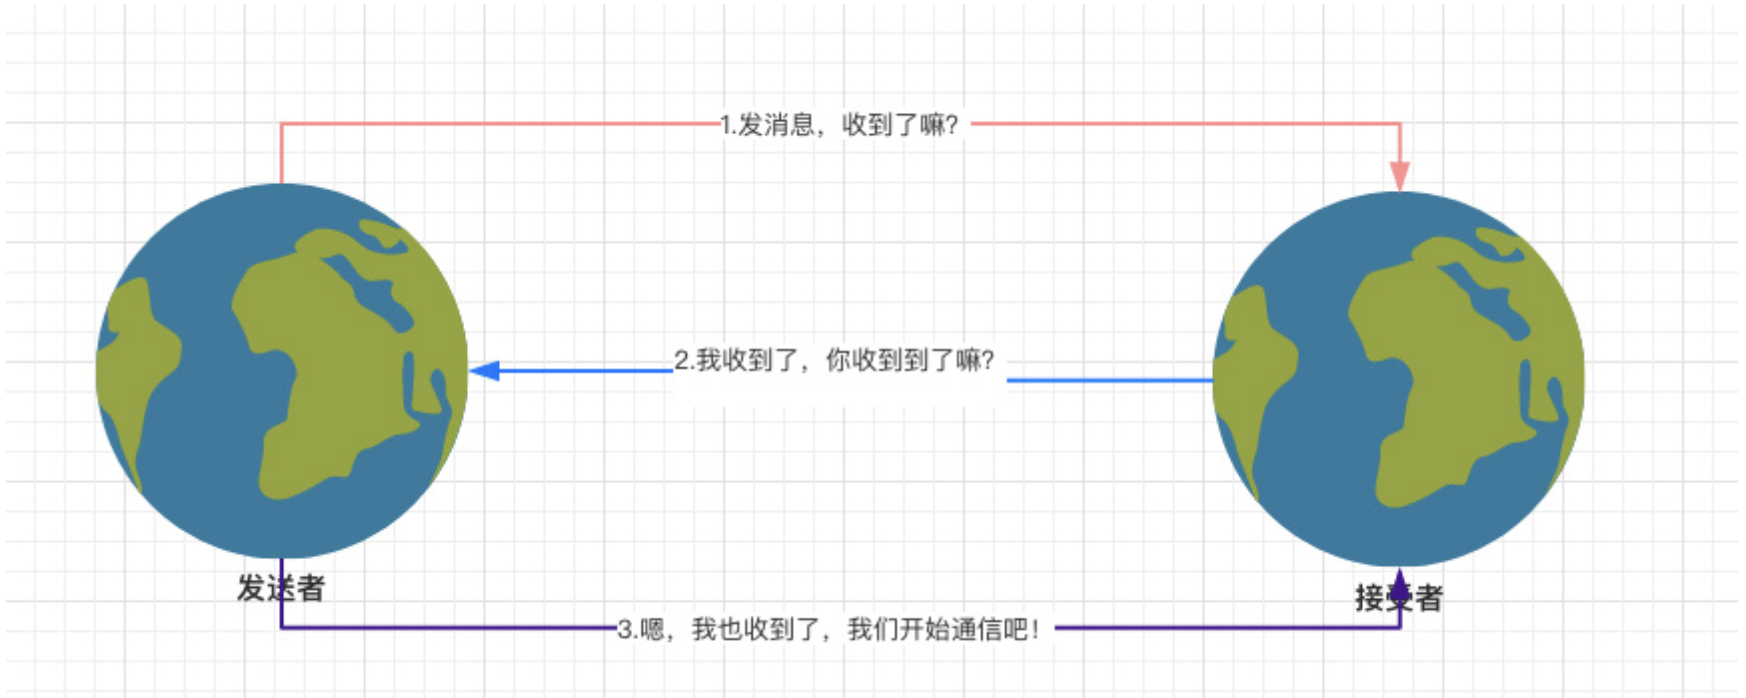 1.发消息，收到了嘛？
2.我收到了，你收到到了嘛？
发送者
接受者
3.嗯，我也收到了，我们开始通信吧！